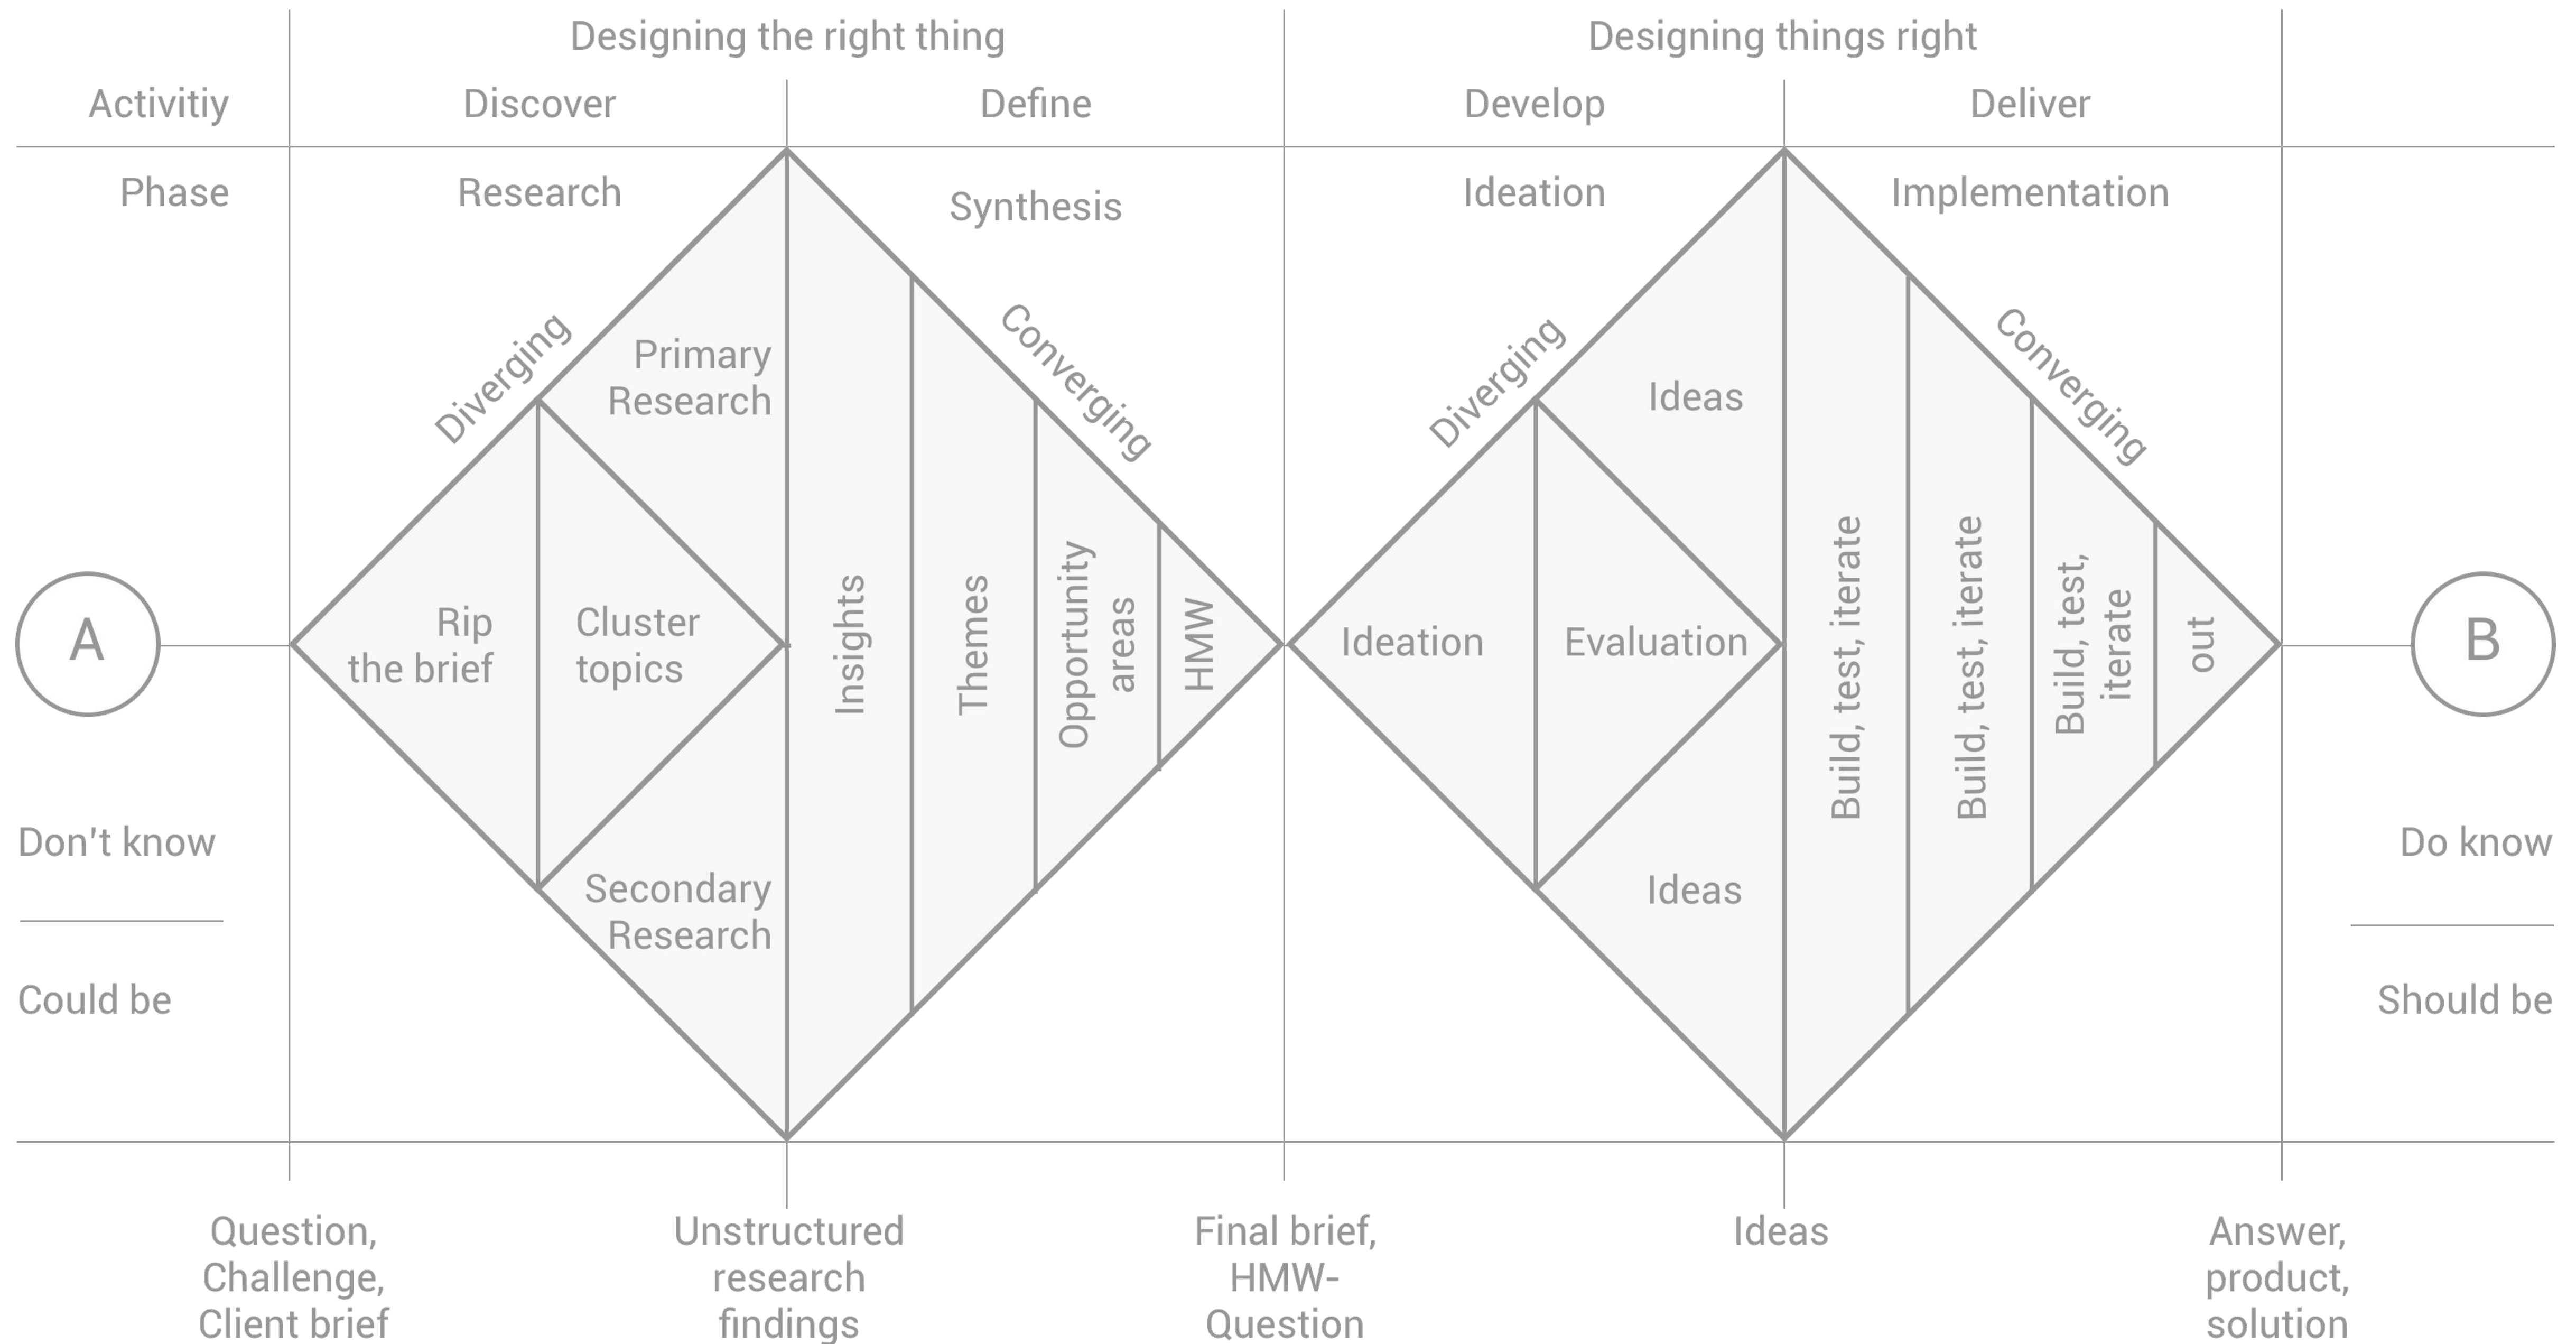 Designing the right thing
Designing things right
Activitiy
Discover
Define
Develop
Deliver
Phase
Research
Synthesis
Ideation
Implementation
Diverging
Converging
Diverging
Converging
Primary
Research
Ideas
A
Rip
the brief
Cluster
topics
Insights
Themes
Opportunity
areas
HMW
Ideation
Evaluation
Build, test, iterate
Build, test, iterate
Build, test,
iterate
out
B
Secondary
Research
Ideas
Don't know
Could be
Do know
Should be
Question,
Challenge,
Client brief
Unstructured
research
findings
Final brief,
HMW-
Question
Ideas
Answer,
product,
solution